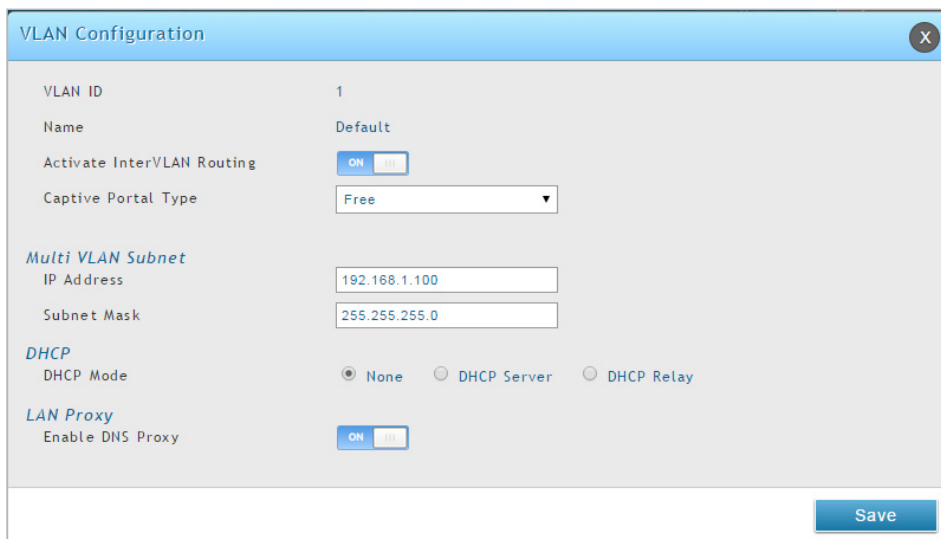 VLAN Configuration
X
VLAN ID 1
Name Default
Activate InterVLAN Routing ON
Captive Portal Type Free
Multi VLAN Subnet
IP Address 192.168.1.100
Subnet Mask 255.255.255.0
DHCP
DHCP Mode None DHCP Server DHCP Relay
LAN Proxy
Enable DNS Proxy ON
Save